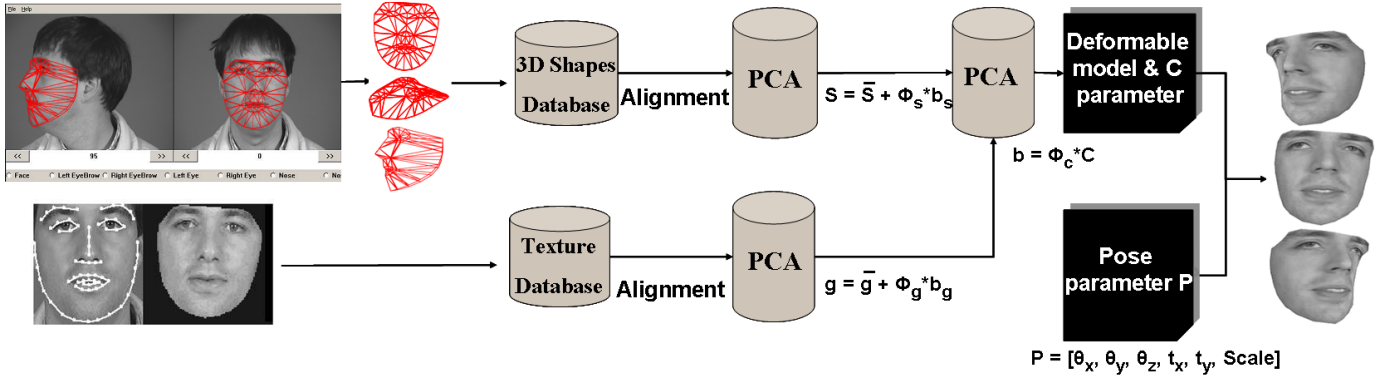 File Help
<< 95 >> << 0 >>
Face Left EyeBrow Right EyeBrow Left Eye Right Eye Nose No
3D Shapes
Database
Alignment
PCA
S = S̅ + Φs*bs
PCA
b = Φc*C
Deformable
model & C
parameter
Texture
Database
Alignment
PCA
g = g̅ + Φg*bg
Pose
parameter P
P = [θx, θy, θz, tx, ty, Scale]